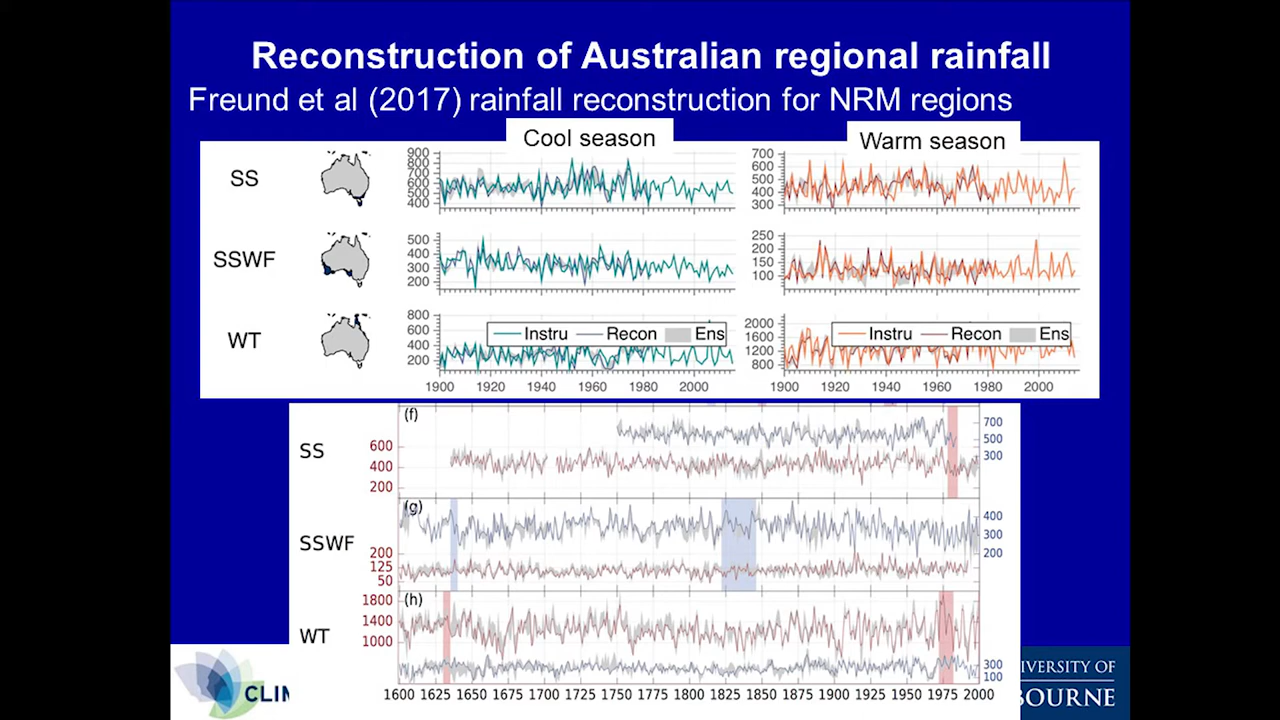 Reconstruction of Australian regional rainfall
Freund et al (2017) rainfall reconstruction for NRM regions
Cool season
Warm season
SS
900
800
700
600
500
400
700
600
500
400
300
SSWF
500
400
300
200
250
200
150
100
WT
800
600
400
200
Instru Recon Ens
2000
1600
1200
800
Instru Recon Ens
1900 1920 1940 1960 1980 2000
1900 1920 1940 1960 1980 2000
(f)
SS
600
400
200
700
500
300
(g)
SSWF
200
125
50
400
300
200
(h)
WT
1800
1400
1000
300
100
1600 1625 1650 1675 1700 1725 1750 1775 1800 1825 1850 1875 1900 1925 1950 1975 2000